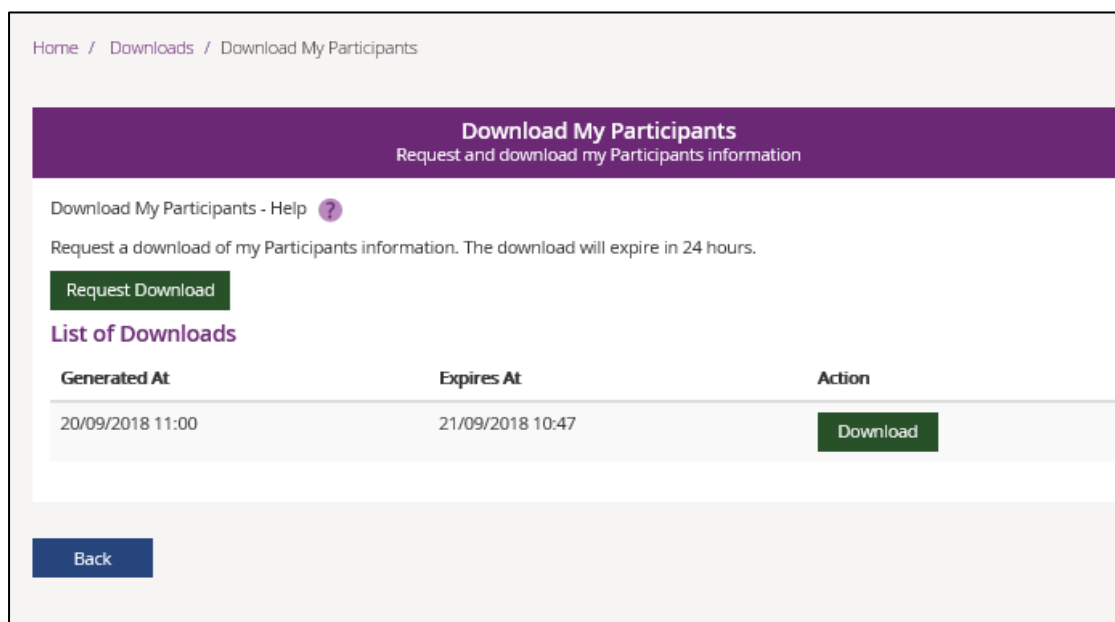 Home / Downloads / Download My Participants
Download My Participants
Request and download my Participants information
Download My Participants - Help ?
Request a download of my Participants information. The download will expire in 24 hours.
Request Download
List of Downloads
Generated At Expires At Action
20/09/2018 11:00 21/09/2018 10:47 Download
Back